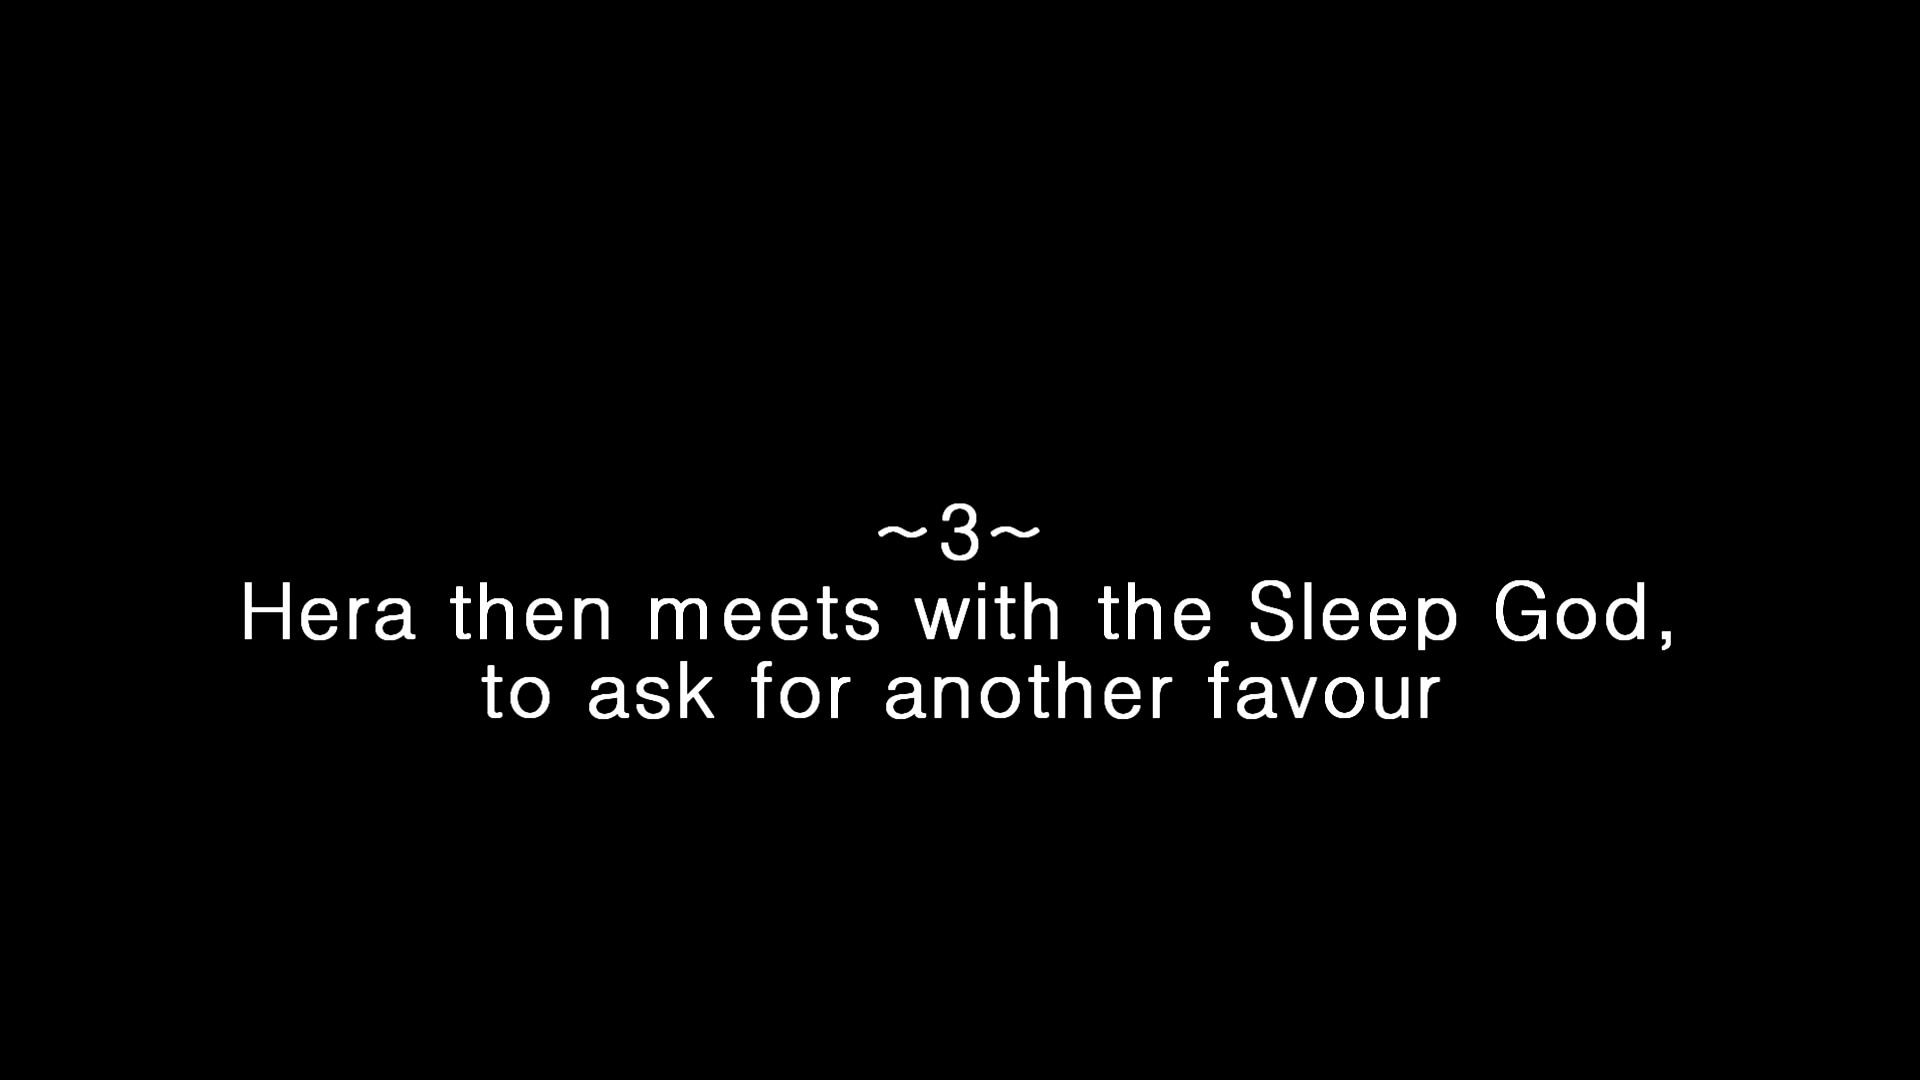 ~3~
Hera then meets with the Sleep God,
to ask for another favour